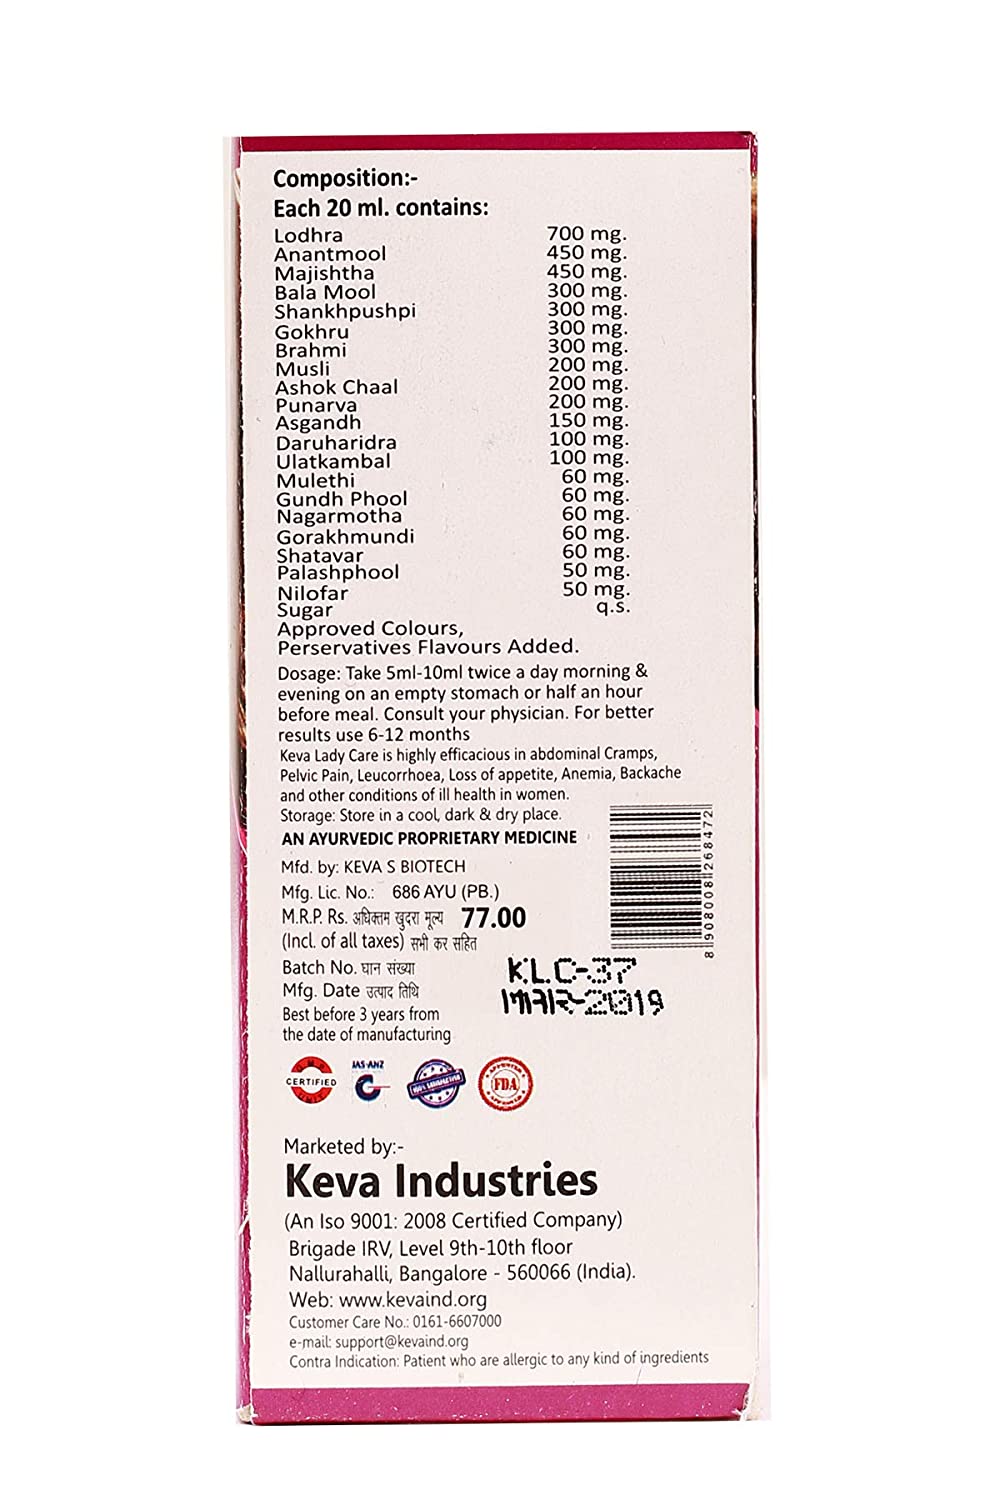 Composition:-
Each 20 ml. contains:
Lodhra 700 mg.
Anantmool 450 mg.
Majishtha 450 mg.
Bala Mool 300 mg.
Shankhpushpi 300 mg.
Gokhru 300 mg.
Brahmi 300 mg.
Musli 200 mg.
Ashok Chaal 200 mg.
Punarva 200 mg.
Asgandh 150 mg.
Daruharidra 100 mg.
Ulatkambal 100 mg.
Mulethi 60 mg.
Gundh Phool 60 mg.
Nagarmotha 60 mg.
Gorakhmundi 60 mg.
Shatavar 60 mg.
Palashphool 50 mg.
Nilofar 50 mg.
Sugar q.s.
Approved Colours,
Perservatives Flavours Added.
Dosage: Take 5ml-10ml twice a day morning &
evening on an empty stomach or half an hour
before meal. Consult your physician. For better
results use 6-12 months
Keva Lady Care is highly efficacious in abdominal Cramps,
Pelvic Pain, Leucorrhoea, Loss of appetite, Anemia, Backache
and other conditions of ill health in women.
Storage: Store in a cool, dark & dry place.
AN AYURVEDIC PROPRIETARY MEDICINE
8 908008 268472
Mfd. by: KEVA S BIOTECH
Mfg. Lic. No.: 686 AYU (PB.)
M.R.P. Rs. अधिक्तम खुदरा मूल्य 77.00
(Incl. of all taxes) सभी कर सहित
Batch No. घान संख्या KLC-37
Mfg. Date उत्पाद तिथि MAR-2019
Best before 3 years from
the date of manufacturing
CERTIFIED
JAS-ANZ
FDA
Marketed by:-
Keva Industries
(An Iso 9001: 2008 Certified Company)
Brigade IRV, Level 9th-10th floor
Nallurahalli, Bangalore - 560066 (India).
Web: www.kevaind.org
Customer Care No.: 0161-6607000
e-mail: support@kevaind.org
Contra Indication: Patient who are allergic to any kind of ingredients